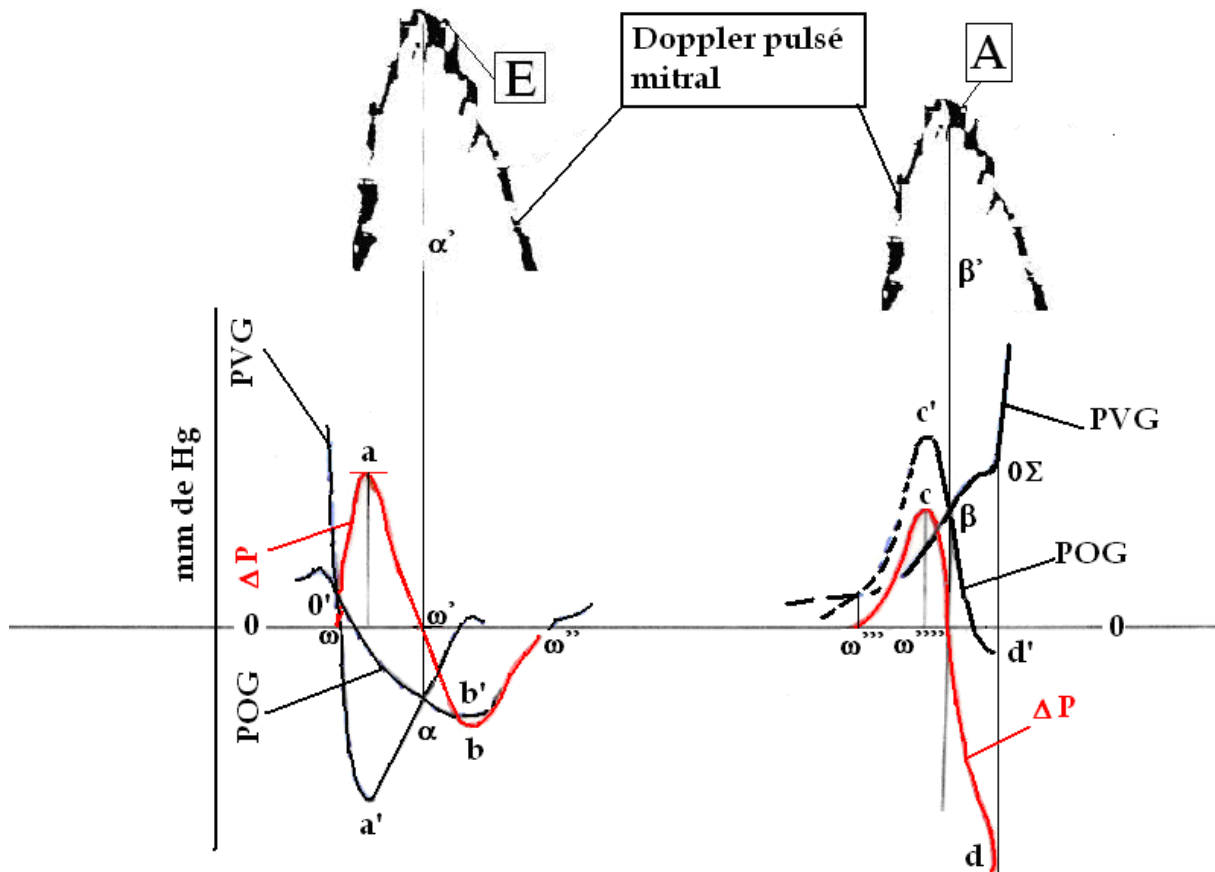 E
Doppler pulsé
mitral
A
α’
β’
PVG
mm de Hg
ΔP
a
c'
PVG
c
0Σ
β
POG
0'
0
ω
ω’
ω’’
ω’’’
ω’’’’
0
d'
POG
b'
α
b
ΔP
a'
d